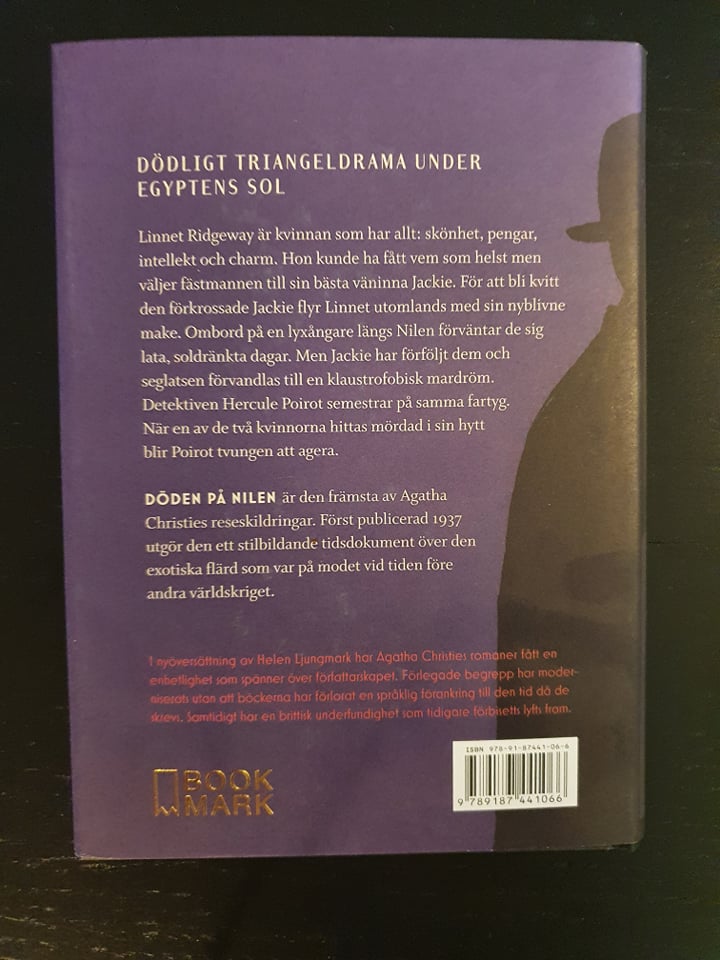 DÖDLIGT TRIANGELDRAMA UNDER
EGYPTENS SOL
Linnet Ridgeway är kvinnan som har allt: skönhet, pengar,
intellekt och charm. Hon kunde ha fått vem som helst men
väljer fästmannen till sin bästa väninna Jackie. För att bli kvitt
den förkrossade Jackie flyr Linnet utomlands med sin nyblivne
make. Ombord på en lyxångare längs Nilen förväntar de sig
lata, soldränkta dagar. Men Jackie har förföljt dem och
seglatsen förvandlas till en klaustrofobisk mardröm.
Detektiven Hercule Poirot semestrar på samma fartyg.
När en av de två kvinnorna hittas mördad i sin hytt
blir Poirot tvungen att agera.
DÖDEN PÅ NILEN är den främsta av Agatha
Christies reseskildringar. Först publicerad 1937
utgör den ett stilbildande tidsdokument över den
exotiska flärd som var på modet vid tiden före
andra världskriget.
I nyöversättning av Helen Ljungmark har Agatha Christies romaner fått en
enhetlighet som spänner över författarskapet. Förlegade begrepp har moder-
niserats utan att böckerna har förlorat en språklig förankring till den tid då de
skrevs. Samtidigt har en brittisk underfundighet som tidigare förbisetts lyfts fram.
ISBN 978-91-87441-06-6
9 789187 441066
BOOK
MARK